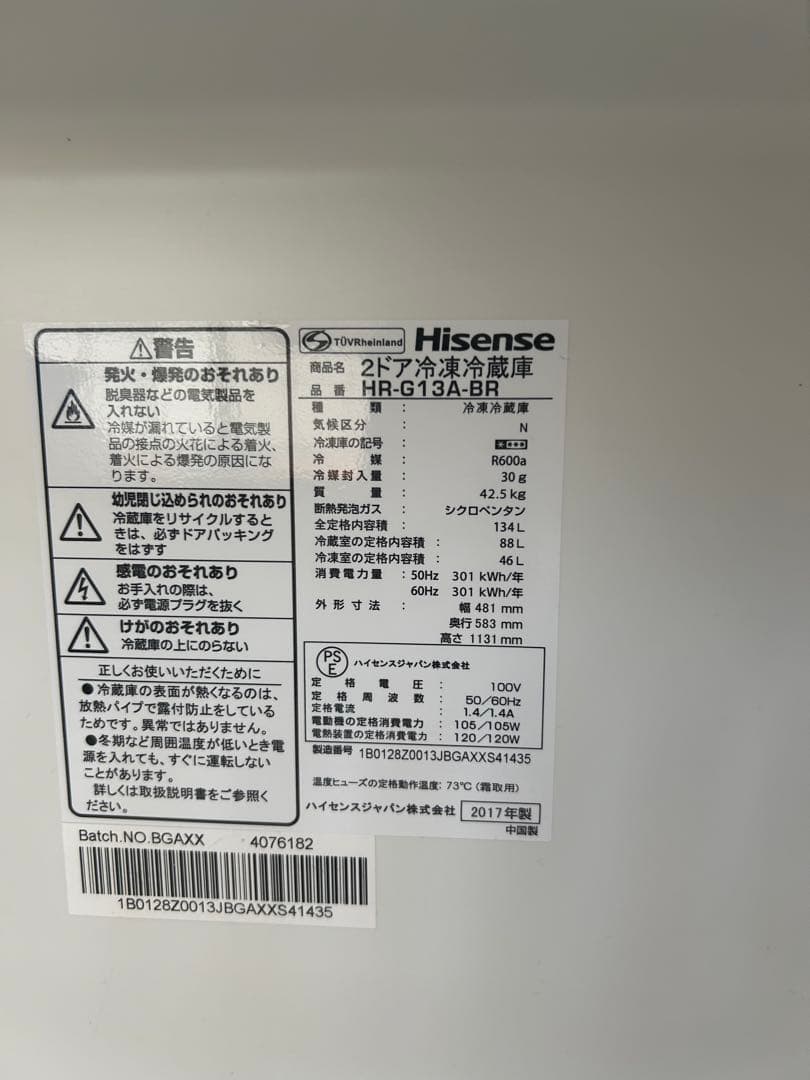 ⚠警告
発火・爆発のおそれあり
脱臭器などの電気製品を
入れない
冷媒が漏れていると電気製
品の接点の火花による着火、
着火による爆発の原因にな
ります。
幼児閉じ込められのおそれあり
冷蔵庫をリサイクルすると
きは、必ずドアパッキング
をはずす
感電のおそれあり
お手入れの際は、
必ず電源プラグを抜く
けがのおそれあり
冷蔵庫の上にのらない
正しくお使いいただくために
●冷蔵庫の表面が熱くなるのは、
放熱パイプで露付防止をしている
ためです。異常ではありません。
●冬期など周囲温度が低いとき電
源を入れても、すぐに運転しない
ことがあります。
詳しくは取扱説明書をご参照く
ださい。
TÜVRheinland Hisense
商品名 2ドア冷凍冷蔵庫
品番 HR-G13A-BR
種類：冷凍冷蔵庫
気候区分：N
冷凍庫の記号：
冷媒：R600a
冷媒封入量：30 g
質量：42.5 kg
断熱発泡ガス：シクロペンタン
全定格内容積：134 L
冷蔵室の定格内容積：88 L
冷凍室の定格内容積：46 L
消費電力量：50Hz 301 kWh/年
60Hz 301 kWh/年
外形寸法：幅 481 mm
奥行 583 mm
高さ 1131 mm
PSE ハイセンスジャパン株式会社
定格電圧：100V
定格周波数：50/60Hz
定格電流：1.4/1.4A
電動機の定格消費電力：105/105W
電熱装置の定格消費電力：120/120W
製造番号 1B0128Z0013JBGAXXS41435
温度ヒューズの定格動作温度：73℃（霜取用）
ハイセンスジャパン株式会社 2017年製
中国製
Batch.NO.BGAXX 4076182
1B0128Z0013JBGAXXS41435